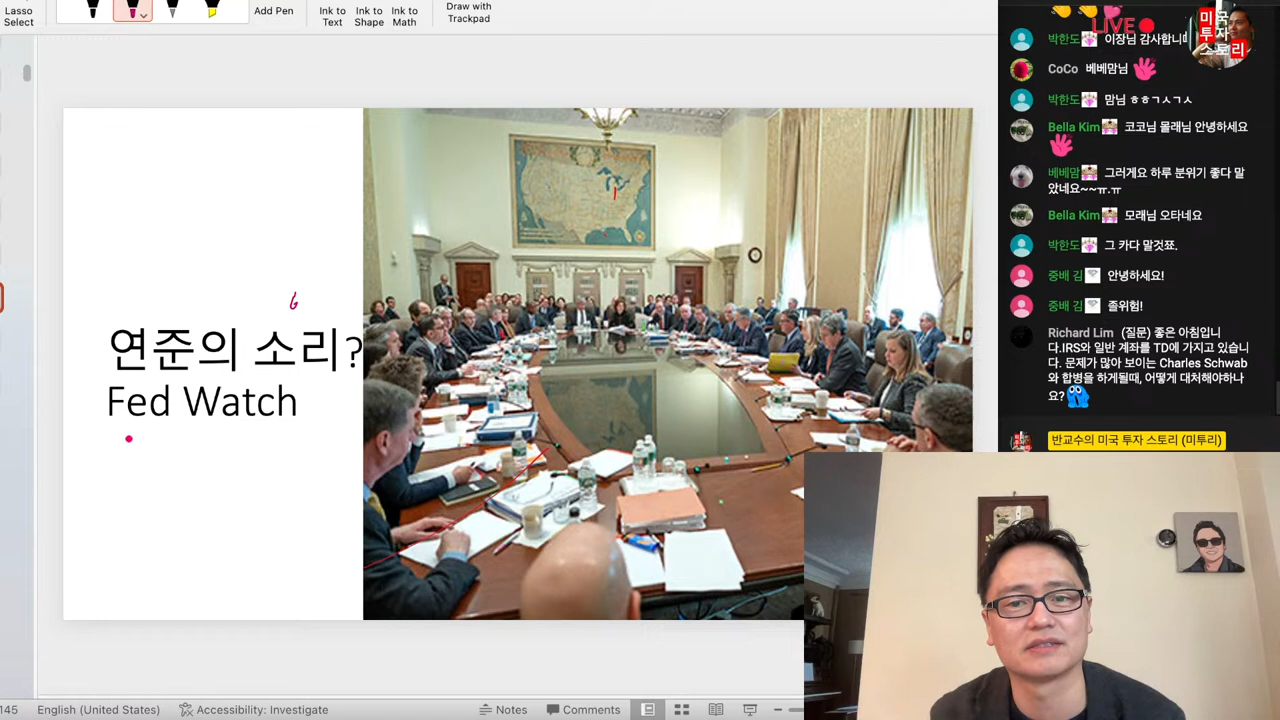 Lasso
Select
Add Pen
Ink to
Text
Ink to
Shape
Ink to
Math
Draw with
Trackpad
연준의 소리?
Fed Watch
145
English (United States)
Accessibility: Investigate
Notes
Comments
LIVE
미국
투자
스토리
박한도 이장님 감사합니다
CoCo 베베맘님
박한도 맘님 ㅎㅎㄱㅅㄱㅅ
Bella Kim 코코님 몰래님 안녕하세요
베베맘 그러게요 하루 분위기 좋다 말
았네요~~ㅠ.ㅠ
Bella Kim 모래님 오타네요
박한도 그 카다 말것쬬.
중배 김 안녕하세요!
중배 김 졸위험!
Richard Lim (질문) 좋은 아침입니
다.IRS와 일반 계좌를 TD에 가지고 있습니
다. 문제가 많아 보이는 Charles Schwab
와 합병을 하게될때, 어떻게 대처해야하나
요?
반교수의 미국 투자 스토리 (미투리)